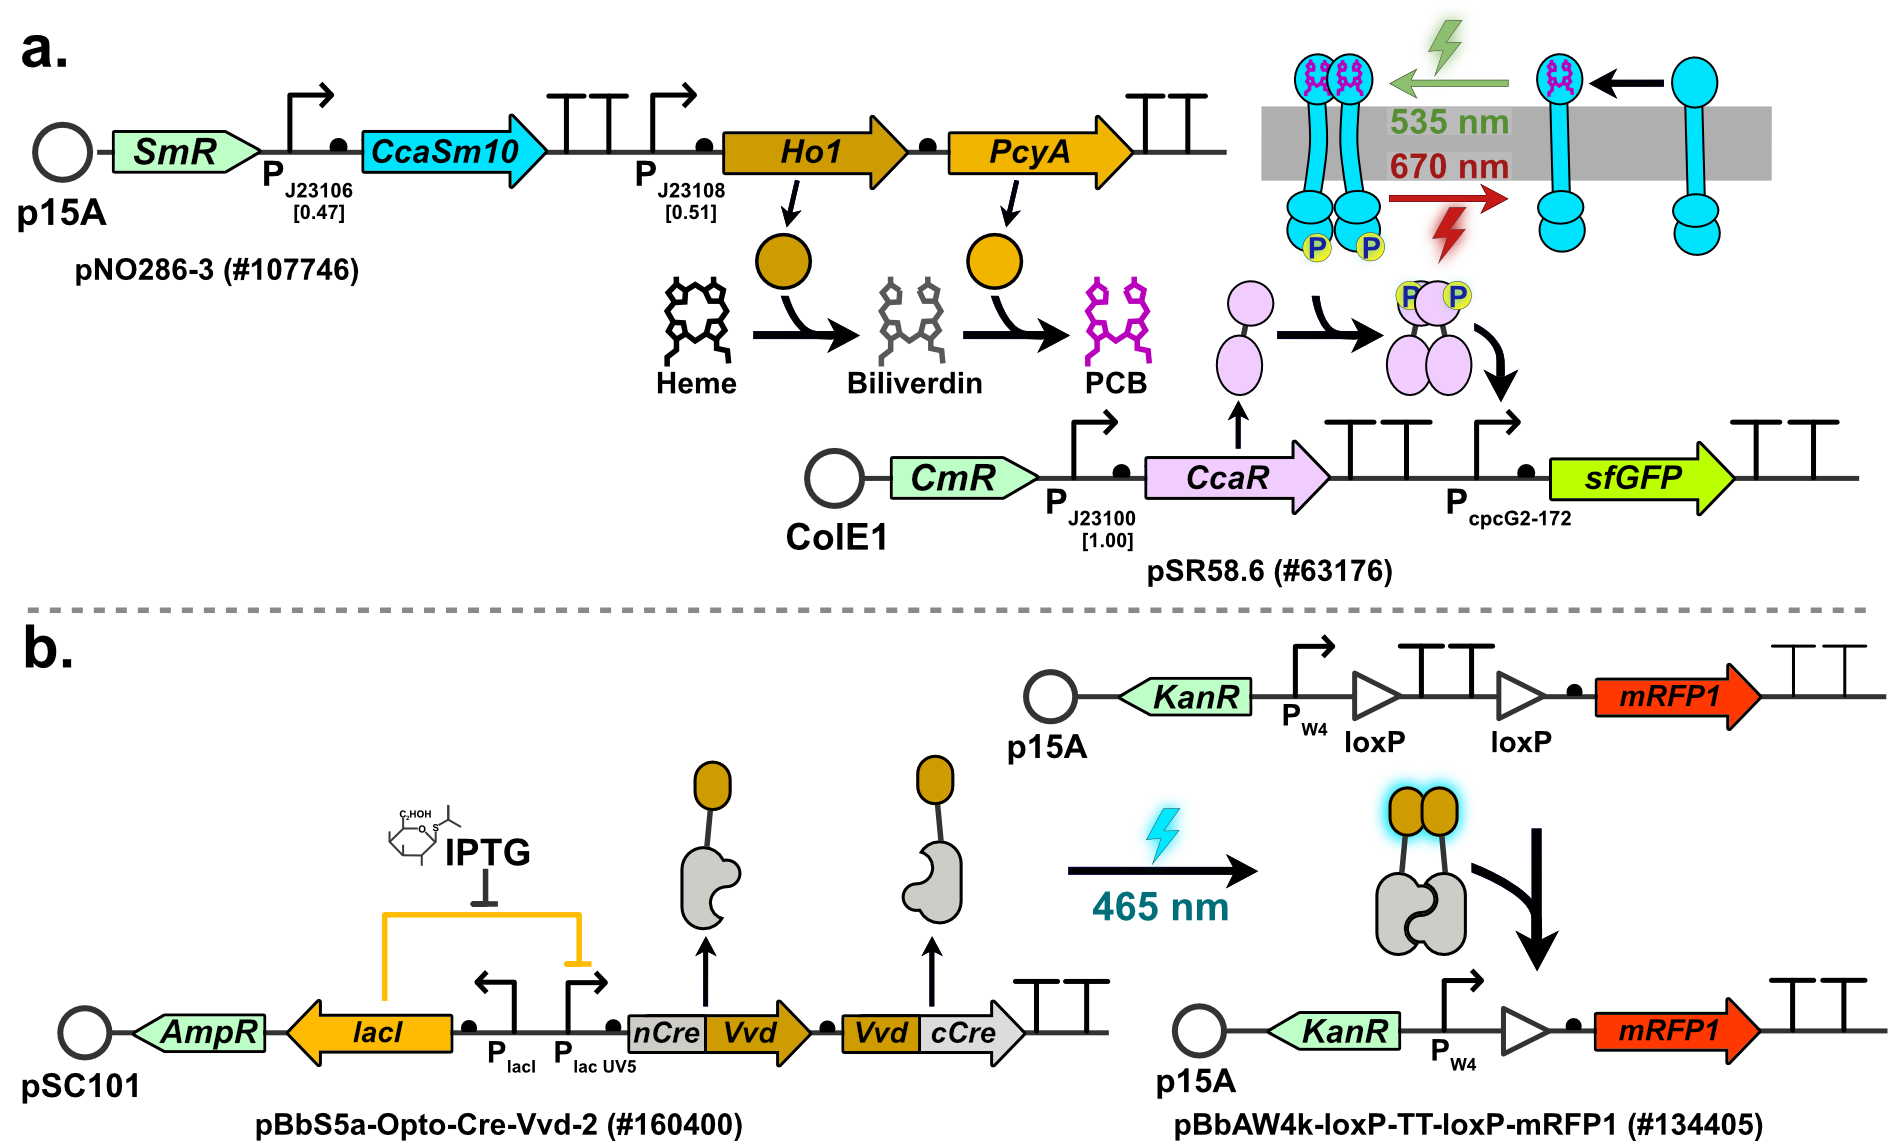 a.
SmR
CcaSm10
Ho1
PcyA
P
J23106
[0.47]
P
J23108
[0.51]
p15A
pNO286-3 (#107746)
535 nm
670 nm
P
P
P
P
Heme
Biliverdin
PCB
CmR
CcaR
sfGFP
P
J23100
[1.00]
P
cpcG2-172
ColE1
pSR58.6 (#63176)
b.
KanR
mRFP1
P
W4
loxP
loxP
p15A
C₂HOH
O
S
IPTG
465 nm
AmpR
lacI
nCre
Vvd
Vvd
cCre
P
lacI
P
lac UV5
pSC101
pBbS5a-Opto-Cre-Vvd-2 (#160400)
KanR
mRFP1
P
W4
p15A
pBbAW4k-loxP-TT-loxP-mRFP1 (#134405)